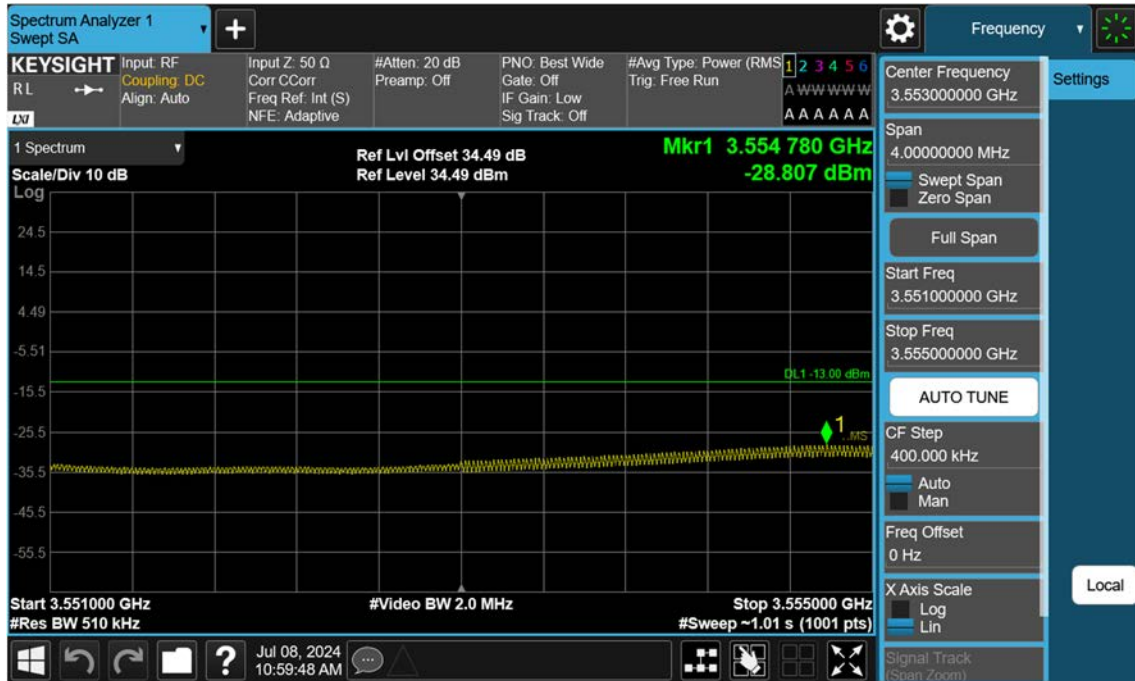 Spectrum Analyzer 1
Swept SA
Frequency
KEYSIGHT
RL
LXI
Input: RF
Coupling: DC
Align: Auto
Input Z: 50 Ω
Corr CCorr
Freq Ref: Int (S)
NFE: Adaptive
#Atten: 20 dB
Preamp: Off
PNO: Best Wide
Gate: Off
IF Gain: Low
Sig Track: Off
#Avg Type: Power (RMS
Trig: Free Run
1 2 3 4 5 6
A W W W W W
A A A A A A
1 Spectrum
Scale/Div 10 dB
Ref Lvl Offset 34.49 dB
Ref Level 34.49 dBm
Mkr1 3.554 780 GHz
-28.807 dBm
Log
24.5
14.5
4.49
-5.51
-15.5
-25.5
-35.5
-45.5
-55.5
DL1 -13.00 dBm
1
...MS
Start 3.551000 GHz
#Res BW 510 kHz
#Video BW 2.0 MHz
Stop 3.555000 GHz
#Sweep ~1.01 s (1001 pts)
Jul 08, 2024
10:59:48 AM
Center Frequency
3.553000000 GHz
Span
4.00000000 MHz
Swept Span
Zero Span
Full Span
Start Freq
3.551000000 GHz
Stop Freq
3.555000000 GHz
AUTO TUNE
CF Step
400.000 kHz
Auto
Man
Freq Offset
0 Hz
X Axis Scale
Log
Lin
Signal Track
(Span Zoom)
Settings
Local